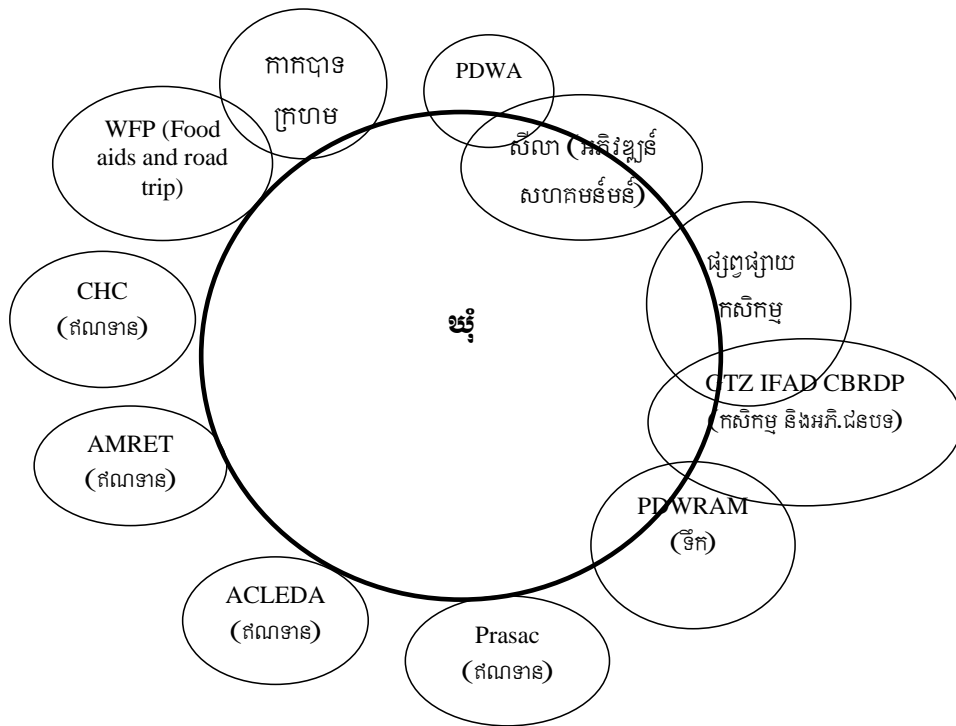 កាកបាទ
ក្រហម
PDWA
WFP (Food
aids and road
trip)
សីលា (អភិវឌ្ឍន៍
សហគមន៍មន៍)
ផ្សព្វផ្សាយ
កសិកម្ម
CHC
(ឥណទាន)
ឃុំ
GTZ IFAD CBRDP
(កសិកម្ម និងអភិ.ជនបទ)
AMRET
(ឥណទាន)
PDWRAM
(ទឹក)
ACLEDA
(ឥណទាន)
Prasac
(ឥណទាន)